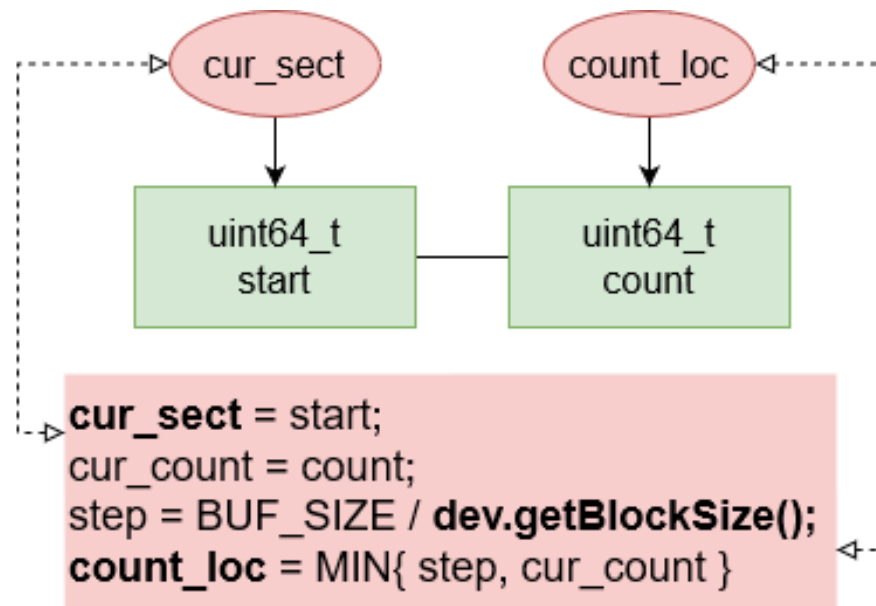 cur_sect
count_loc
uint64_t
start
uint64_t
count
cur_sect = start;
cur_count = count;
step = BUF_SIZE / dev.getBlockSize();
count_loc = MIN{ step, cur_count }